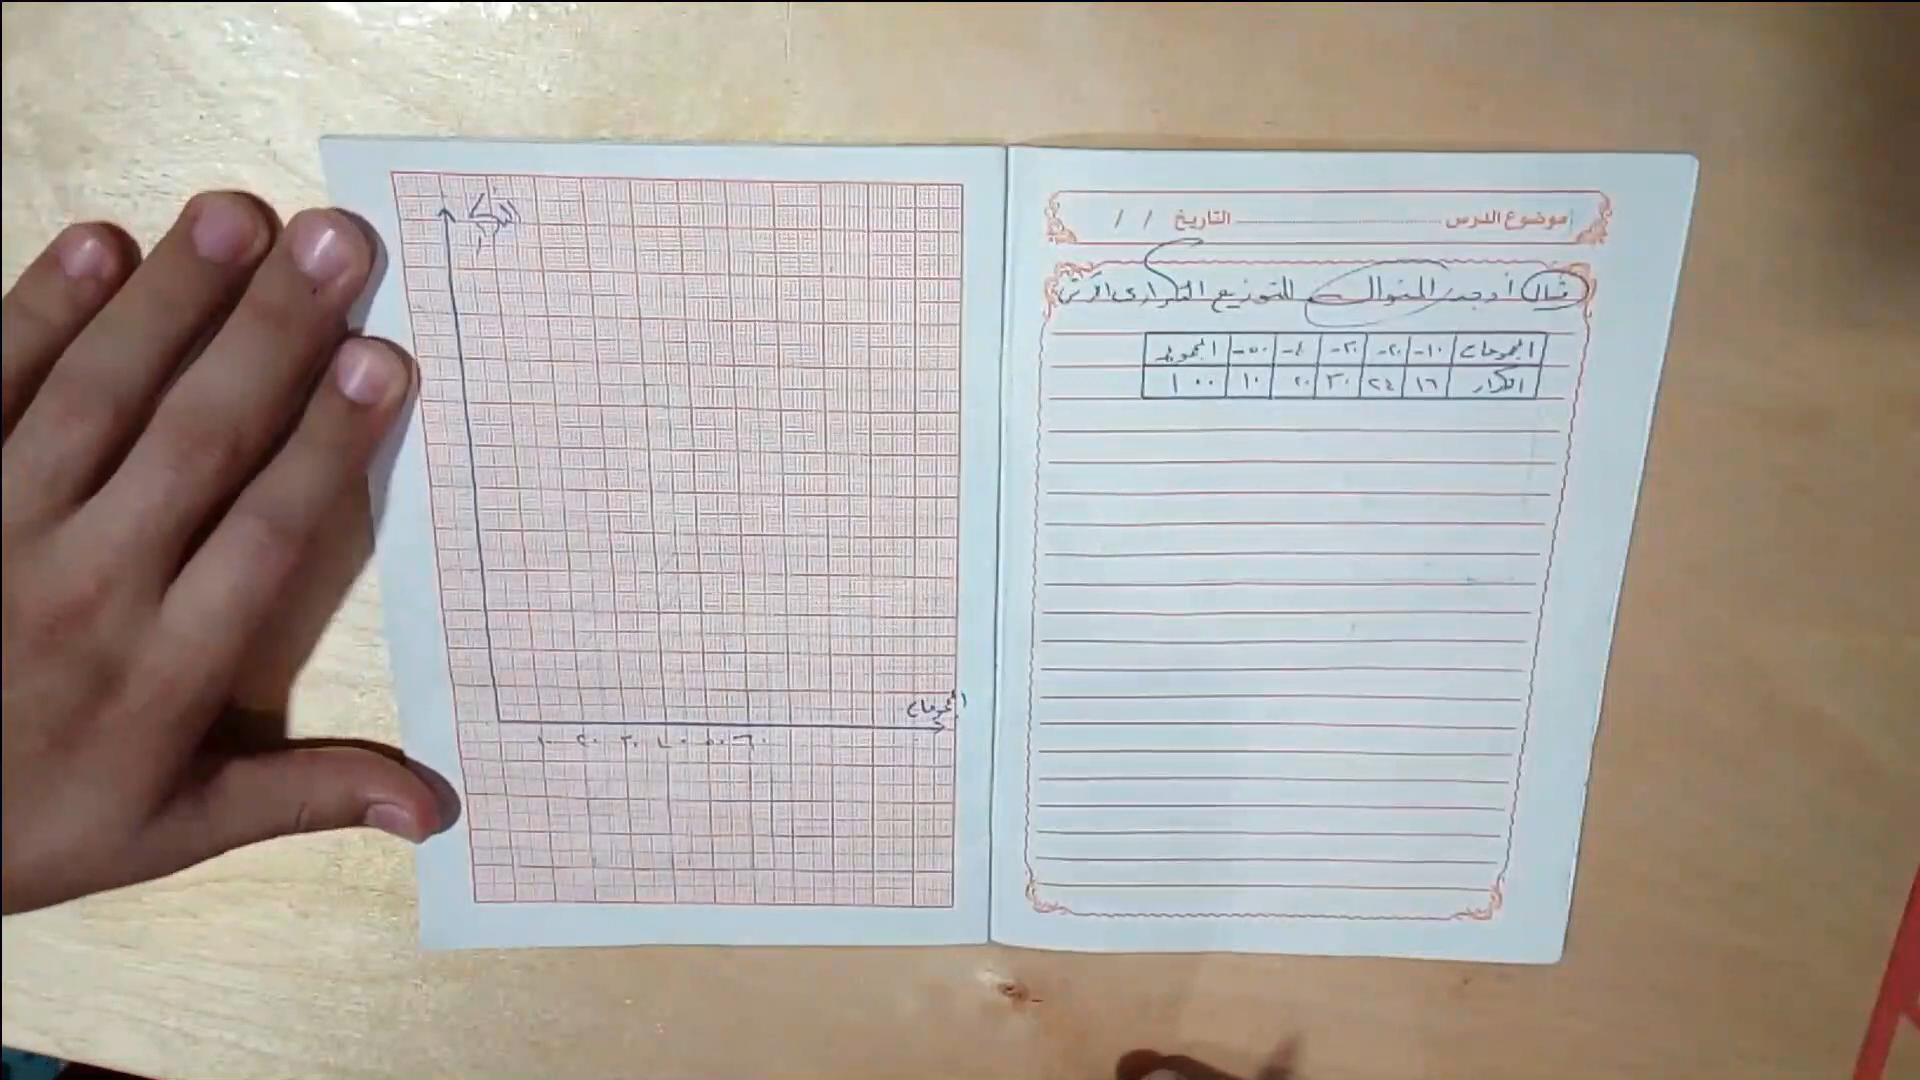 موضوع الدرس التاريخ / /
مثال أوجد المنوال للتوزيع التكراري الآتى
المجموعات ١٠- ٢٠- ٣٠- ٤٠- ٥٠- المجموع
التكرار ١٦ ٢٤ ٣٠ ٢٠ ١٠ ١٠٠
التكرار
المجموعات
١٠ ٢٠ ٣٠ ٤٠ ٥٠ ٦٠